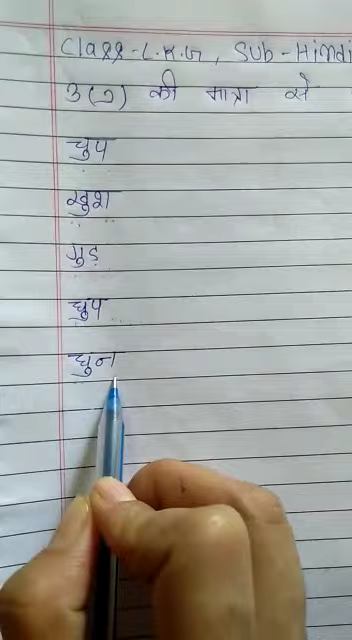 Class-L.K.G, Sub-Hindi
उ(ु) की मात्रा से
चुप
खुश
गुड़
घुप
घुन